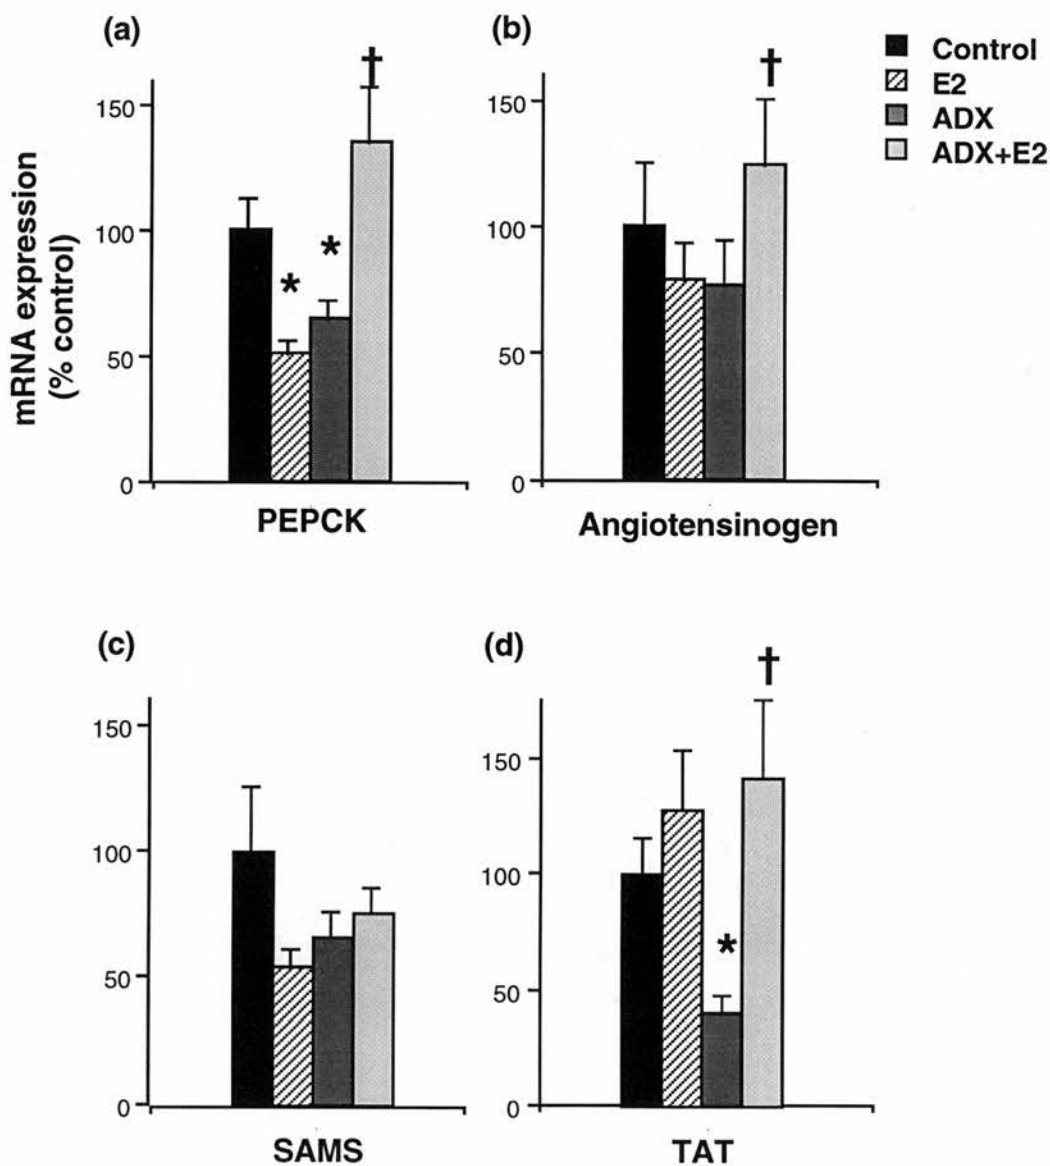 (a)
(b)
Control
E2
ADX
ADX+E2
mRNA expression
(% control)
†
150
100
*
*
50
0
PEPCK
†
150
100
50
0
Angiotensinogen
(c)
(d)
150
100
50
0
SAMS
†
150
100
*
50
0
TAT